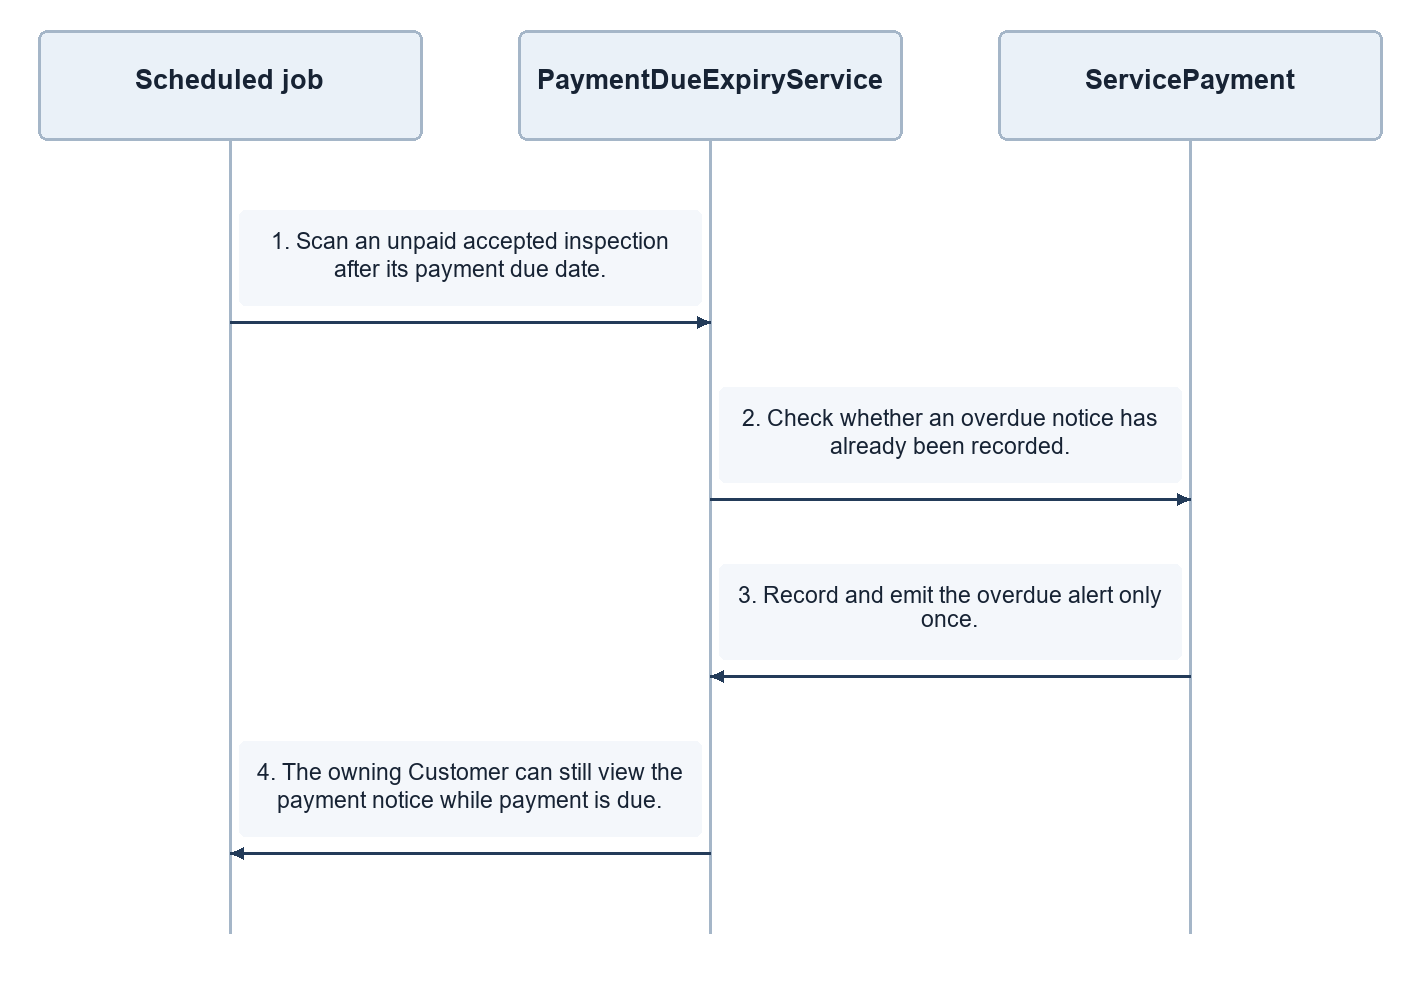 Scheduled job
PaymentDueExpiryService
ServicePayment
1. Scan an unpaid accepted inspection
after its payment due date.
2. Check whether an overdue notice has
already been recorded.
3. Record and emit the overdue alert only
once.
4. The owning Customer can still view the
payment notice while payment is due.